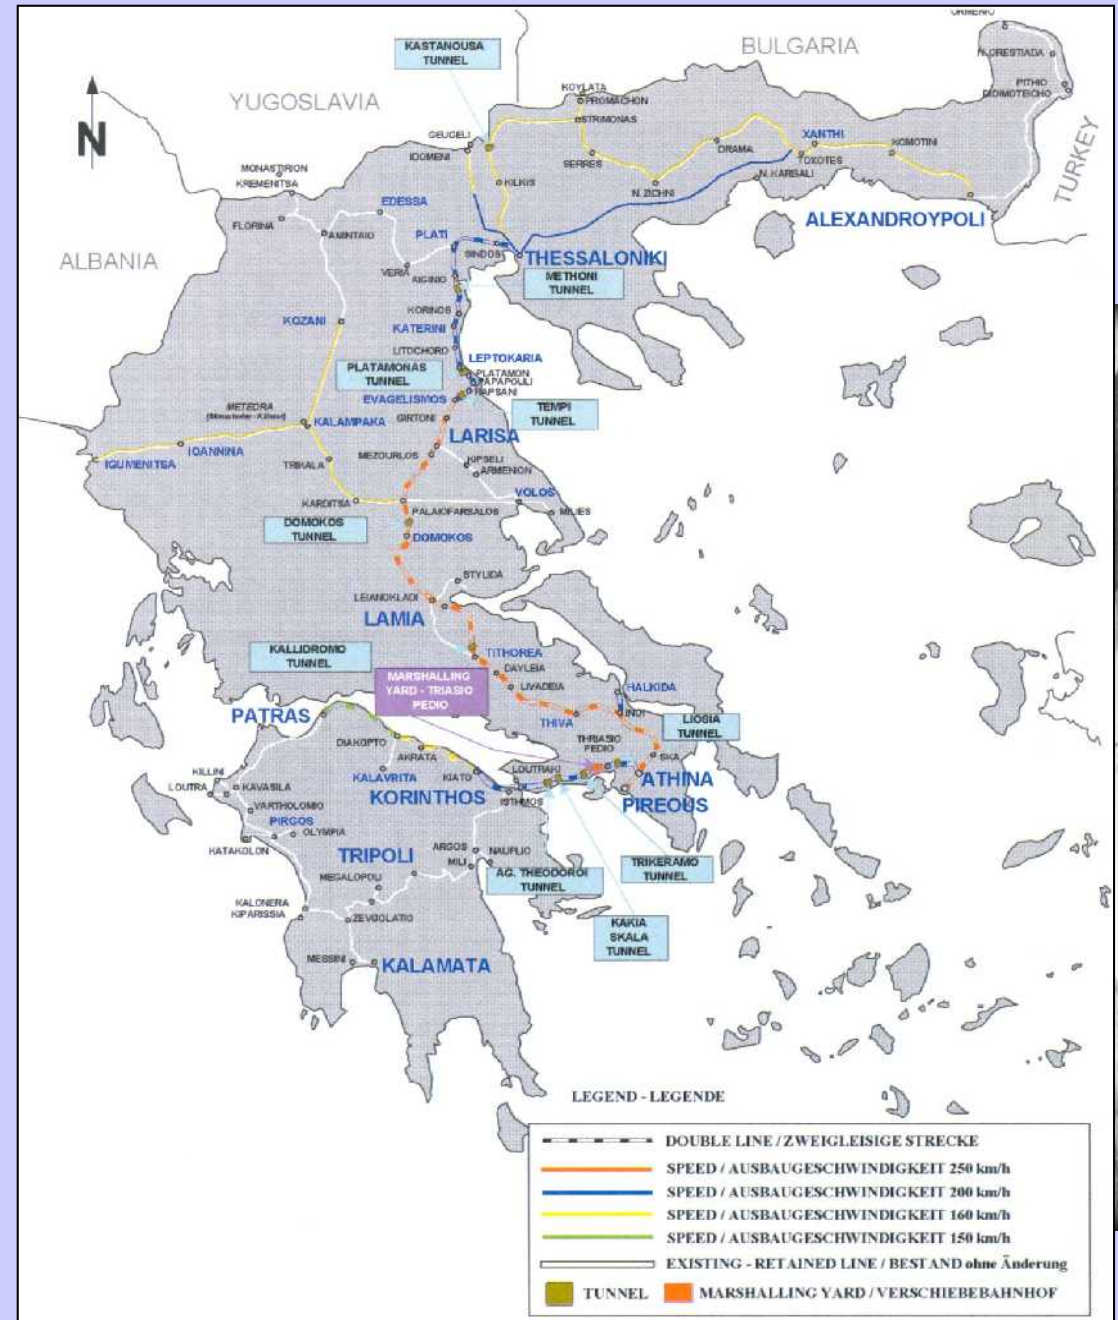 ORMENIO
KASTANOUSA
TUNNEL
BULGARIA
N.ORESTIADA
PITHIO
DIDIMOTEICHO
YUGOSLAVIA
KOYLATA
PROMACHON
STRIMONAS
TURKEY
N
GEUGELI
IDOMENI
XANTHI
KOMOTINI
DRAMA
TOXOTES
SERRES
MONASTIRION
KREMENITSA
KILKIS
N. ZICHNI
N. KARBALI
EDESSA
FLORINA
AMINTAIO
PLATI
ALEXANDROYPOLI
ALBANIA
SINDOS
THESSALONIKI
VERIA
AIGINIO
METHONI
TUNNEL
KORINOS
KOZANI
KATERINI
LITOCHORO
LEPTOKARIA
PLATAMONAS
TUNNEL
PLATAMON
PAPAPOULI
RAPSANI
EVAGELISMOS
TEMPI
TUNNEL
METEORA
KALAMPAKA
GIRTONI
LARISA
IGUMENITSA
IOANNINA
MEZOURLOS
KIPSELI
ARMENION
TRIKALA
VOLOS
KARDITSA
PALAIOFARSALOS
MILIES
DOMOKOS
TUNNEL
DOMOKOS
STYLIDA
LEIANOKLADI
LAMIA
KALLIDROMO
TUNNEL
TITHOREA
MARSHALLING
YARD - TRIASIO
PEDIO
DAYLEIA
LIVADEIA
HALKIDA
PATRAS
THIVA
INOI
LIOSIA
TUNNEL
DIAKOPTO
THRIASIO
PEDIO
SKA
AKRATA
KILLINI
KALAVRITA
KIATO
LOUTRAKI
ATHINA
LOUTRA
KAVASILA
KORINTHOS
ISTHMOS
PIREOUS
VARTHOLOMIO
PIRGOS
OLYMPIA
KATAKOLON
TRIPOLI
ARGOS
NAUPLIO
MILI
TRIKERAMO
TUNNEL
MEGALOPOLI
AG. THEODOROI
TUNNEL
KALONERA
KIPARISSIA
ZEVGOLATIO
KAKIA
SKALA
TUNNEL
MESSINI
KALAMATA
LEGEND - LEGENDE
DOUBLE LINE / ZWEIGLEISIGE STRECKE
SPEED / AUSBAUGESCHWINDIGKEIT 250 km/h
SPEED / AUSBAUGESCHWINDIGKEIT 200 km/h
SPEED / AUSBAUGESCHWINDIGKEIT 160 km/h
SPEED / AUSBAUGESCHWINDIGKEIT 150 km/h
EXISTING - RETAINED LINE / BESTAND ohne Änderung
TUNNEL
MARSHALLING YARD / VERSCHIEBEBAHNHOF